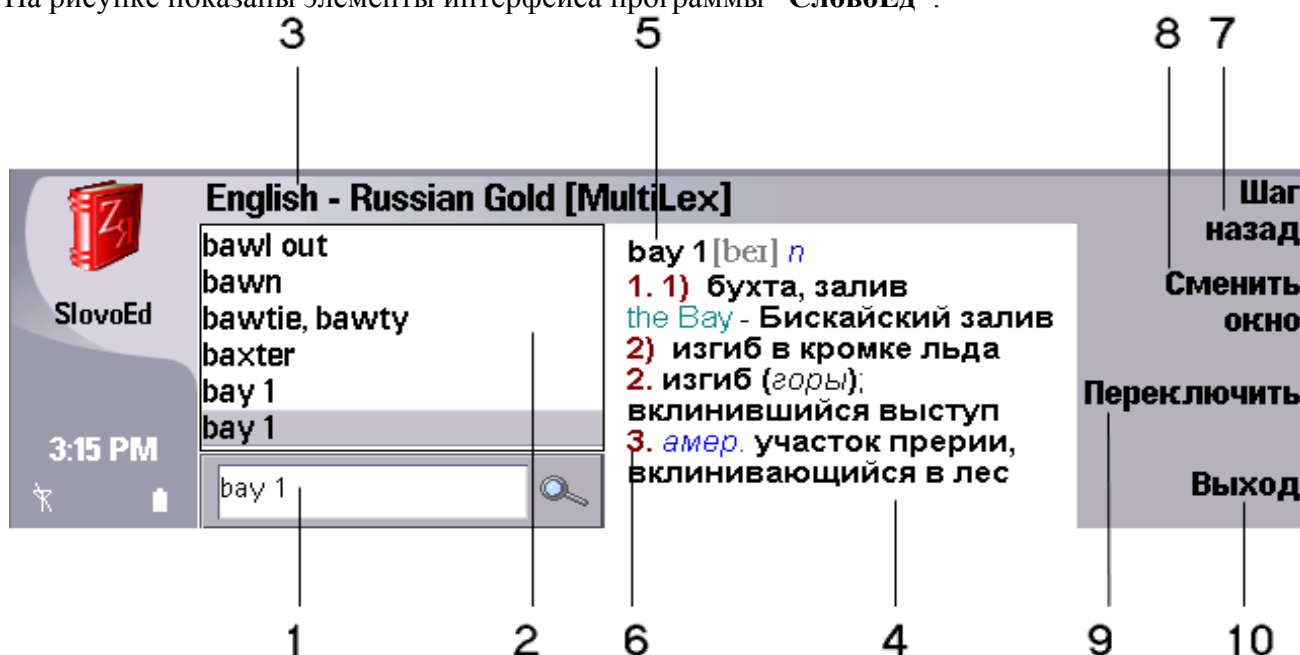 На рисунке показаны элементы интерфейса программы "СловоЕд".
3 5 8 7
English - Russian Gold [MultiLex]
SlovoEd
3:15 PM
bawl out
bawn
bawtie, bawty
baxter
bay 1
bay 1
bay 1
bay 1 [beɪ] n
1. 1) бухта, залив
the Bay - Бискайский залив
2) изгиб в кромке льда
2. изгиб (горы);
вклинившийся выступ
3. амер. участок прерии,
вклинивающийся в лес
Шаг
назад
Сменить
окно
Переключить
Выход
1 2 6 4 9 10